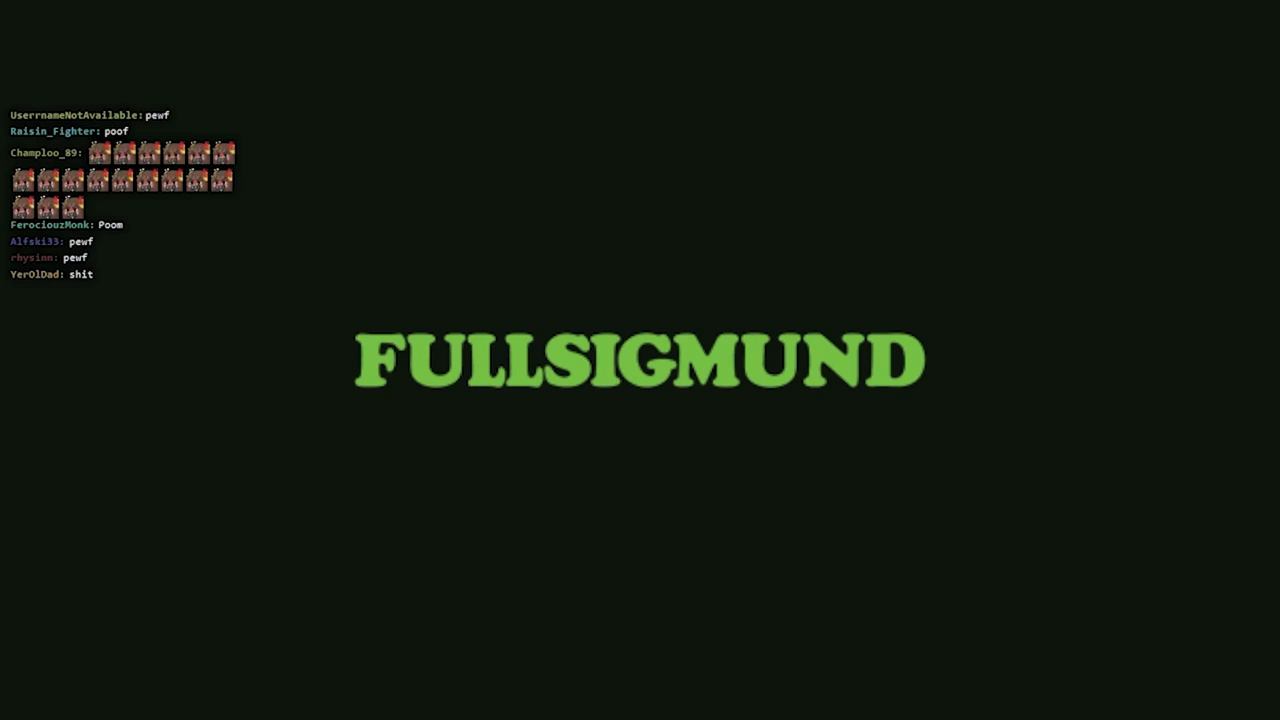 UserrnameNotAvailable: pewf
Raisin_Fighter: poof
Champloo_89:
FerociouzMonk: Poom
Alfski33: pewf
rhysinn: pewf
YerOlDad: shit
FULLSIGMUND